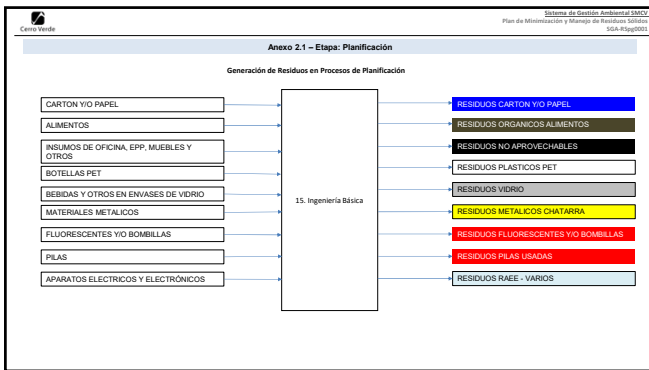 Cerro Verde
Sistema de Gestión Ambiental SMCV
Plan de Minimización y Manejo de Residuos Sólidos
SGA-RSpg0001
Anexo 2.1 – Etapa: Planificación
Generación de Residuos en Procesos de Planificación
CARTON Y/O PAPEL
ALIMENTOS
INSUMOS DE OFICINA, EPP, MUEBLES Y
OTROS
BOTELLAS PET
BEBIDAS Y OTROS EN ENVASES DE VIDRIO
MATERIALES METALICOS
FLUORESCENTES Y/O BOMBILLAS
PILAS
APARATOS ELECTRICOS Y ELECTRÓNICOS
15. Ingeniería Básica
RESIDUOS CARTON Y/O PAPEL
RESIDUOS ORGANICOS ALIMENTOS
RESIDUOS NO APROVECHABLES
RESIDUOS PLASTICOS PET
RESIDUOS VIDRIO
RESIDUOS METALICOS CHATARRA
RESIDUOS FLUORESCENTES Y/O BOMBILLAS
RESIDUOS PILAS USADAS
RESIDUOS RAEE - VARIOS